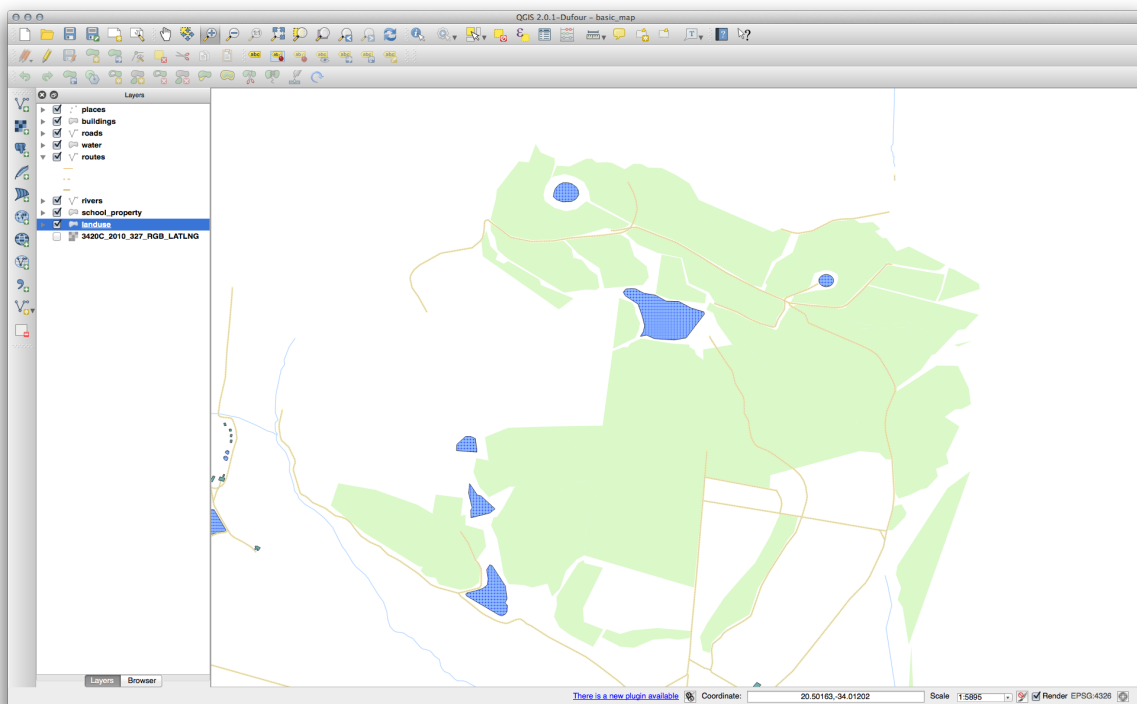 QGIS 2.0.1-Dufour – basic_map
Layers
places
buildings
roads
water
routes
rivers
school_property
landuse
3420C_2010_327_RGB_LATLNG
Layers
Browser
There is a new plugin available
Coordinate:
20.50163,-34.01202
Scale
1:5895
Render
EPSG:4326